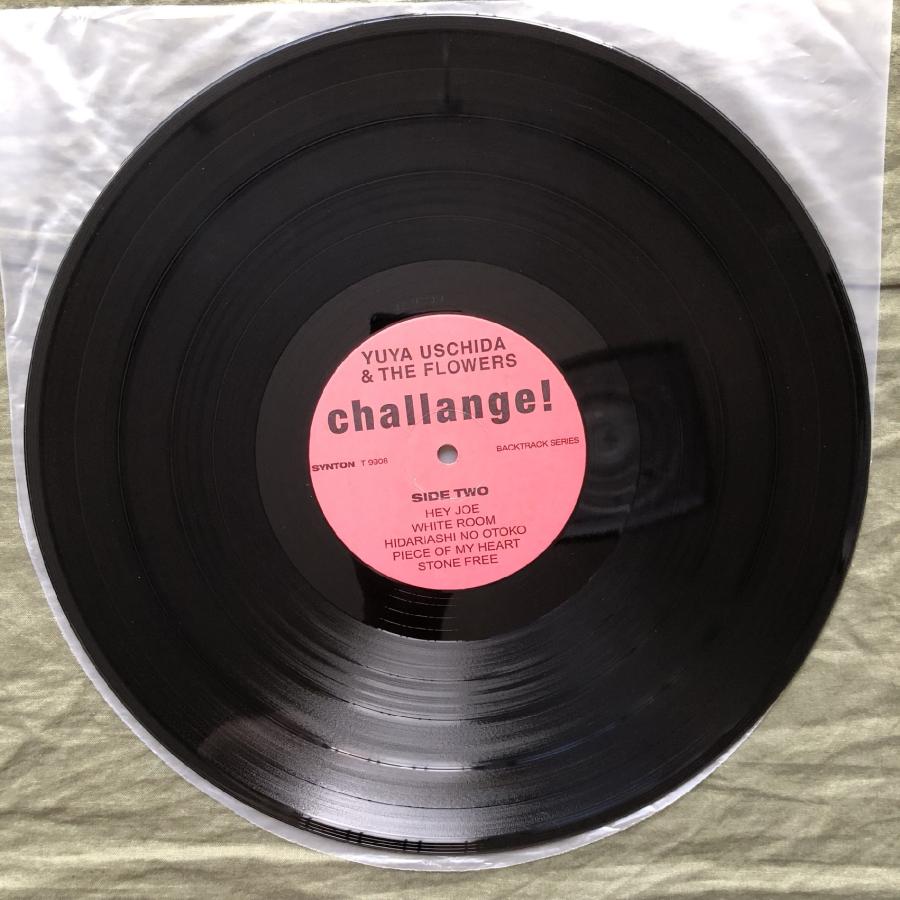 YUYA USCHIDA
& THE FLOWERS
challange!
SYNTON T 9908 BACKTRACK SERIES
SIDE TWO
HEY JOE
WHITE ROOM
HIDARIASHI NO OTOKO
PIECE OF MY HEART
STONE FREE